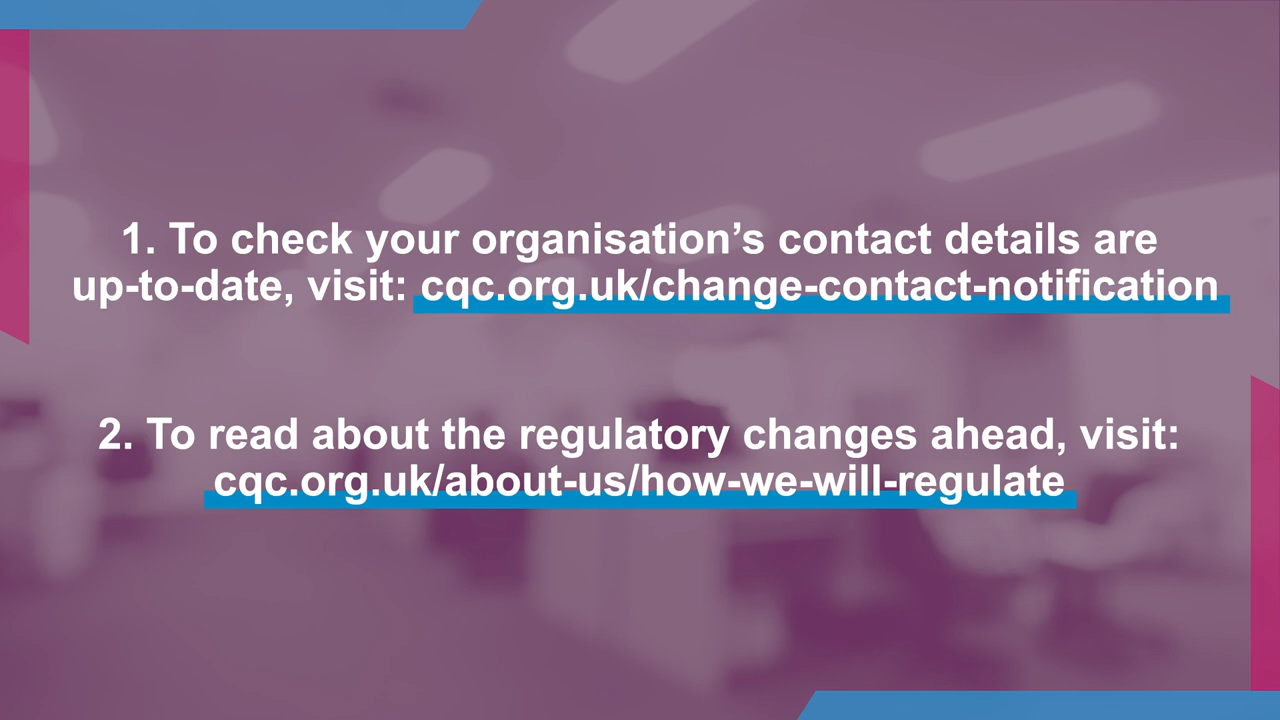 1. To check your organisation’s contact details are
up-to-date, visit: cqc.org.uk/change-contact-notification
2. To read about the regulatory changes ahead, visit:
cqc.org.uk/about-us/how-we-will-regulate